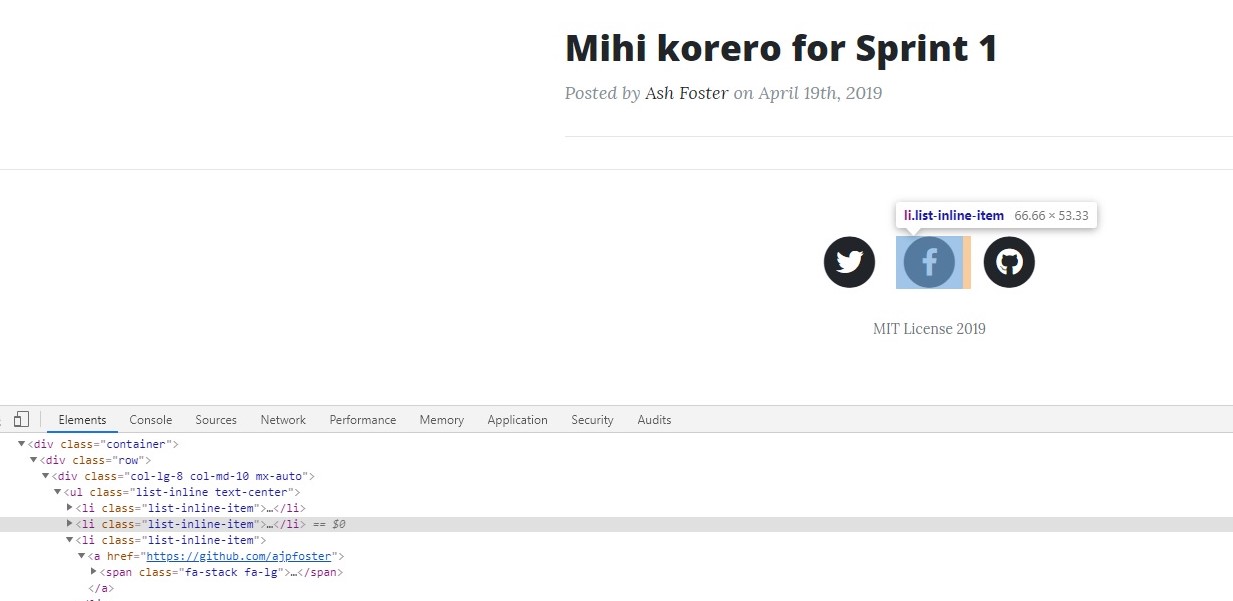 Mihi korero for Sprint 1
Posted by Ash Foster on April 19th, 2019
li.list-inline-item 66.66 × 53.33
MIT License 2019
Elements Console Sources Network Performance Memory Application Security Audits
▼<div class="container">
▼<div class="row">
▼<div class="col-lg-8 col-md-10 mx-auto">
▼<ul class="list-inline text-center">
▶<li class="list-inline-item">…</li>
▶<li class="list-inline-item">…</li> == $0
▼<li class="list-inline-item">
▼<a href="https://github.com/ajpfoster">
▶<span class="fa-stack fa-lg">…</span>
</a>